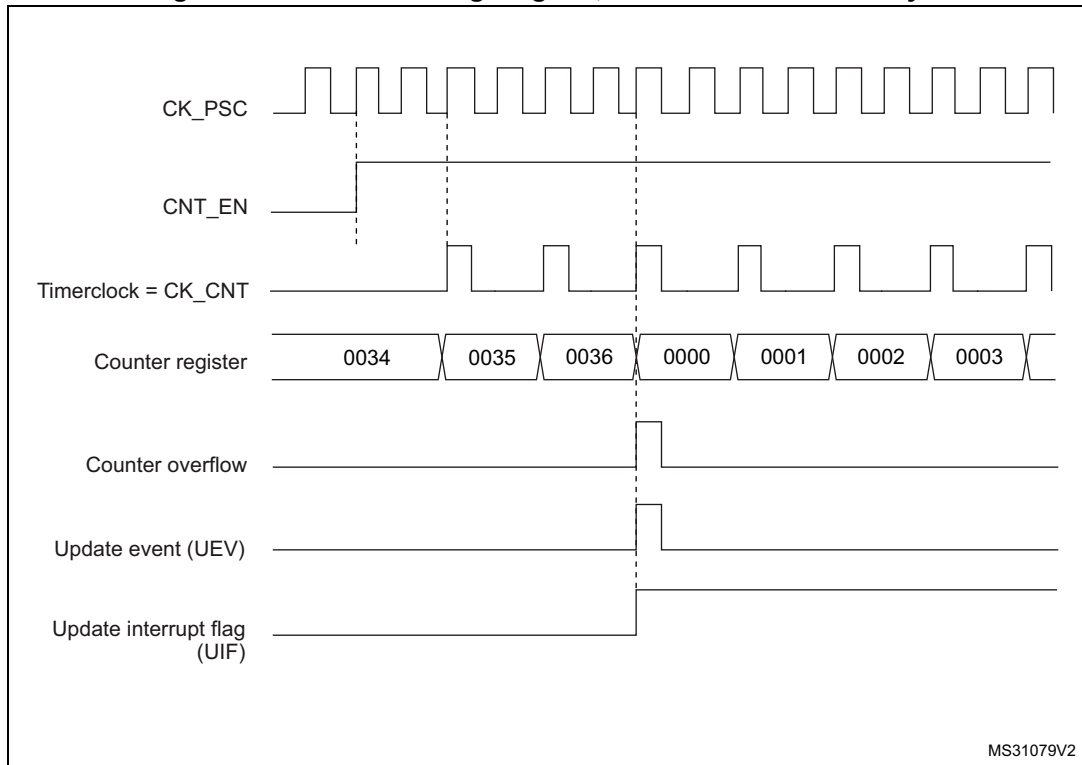 CK_PSC
CNT_EN
Timerclock = CK_CNT
Counter register
0034 0035 0036 0000 0001 0002 0003
Counter overflow
Update event (UEV)
Update interrupt flag
(UIF)
MS31079V2